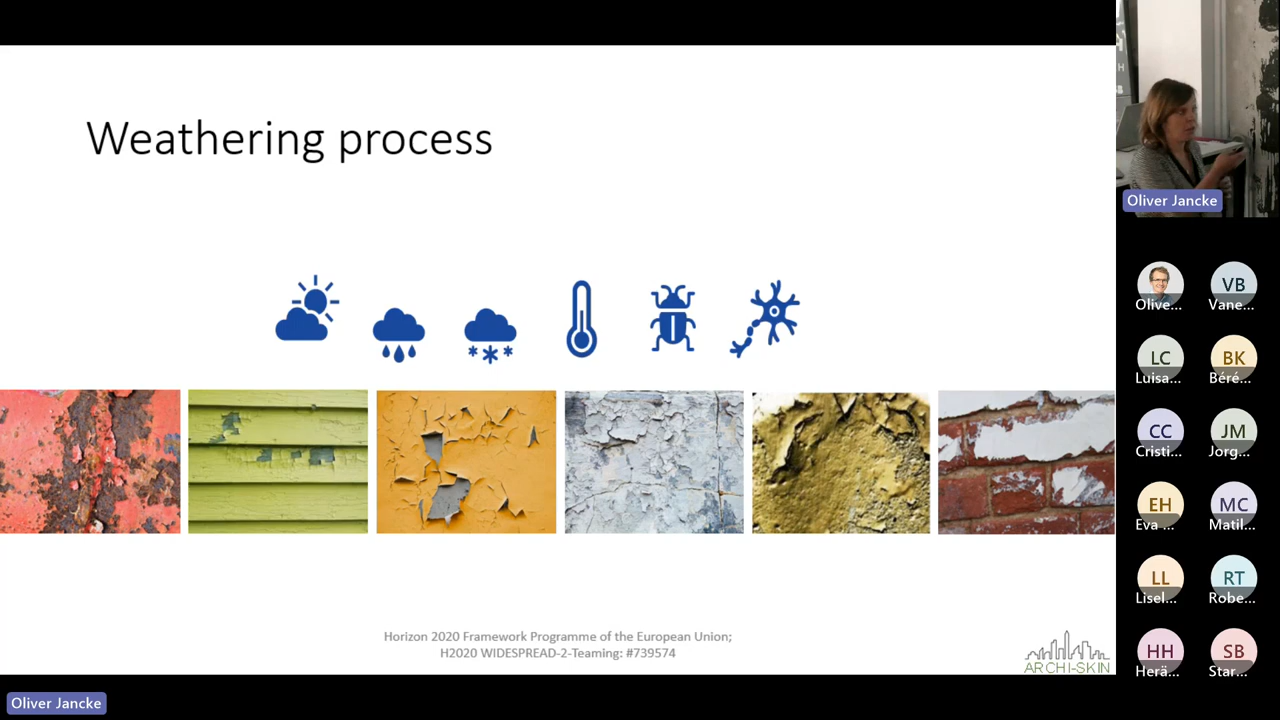 Weathering process
Horizon 2020 Framework Programme of the European Union;
H2020 WIDESPREAD-2-Teaming: #739574
ARCHI-SKIN
Oliver Jancke
Oliver Jancke
Olive...
VB
Vane...
LC
Luisa...
BK
Béré...
CC
Cristi...
JM
Jorg...
EH
Eva ...
MC
Matil...
LL
Lisel...
RT
Robe...
HH
Herä...
SB
Star...